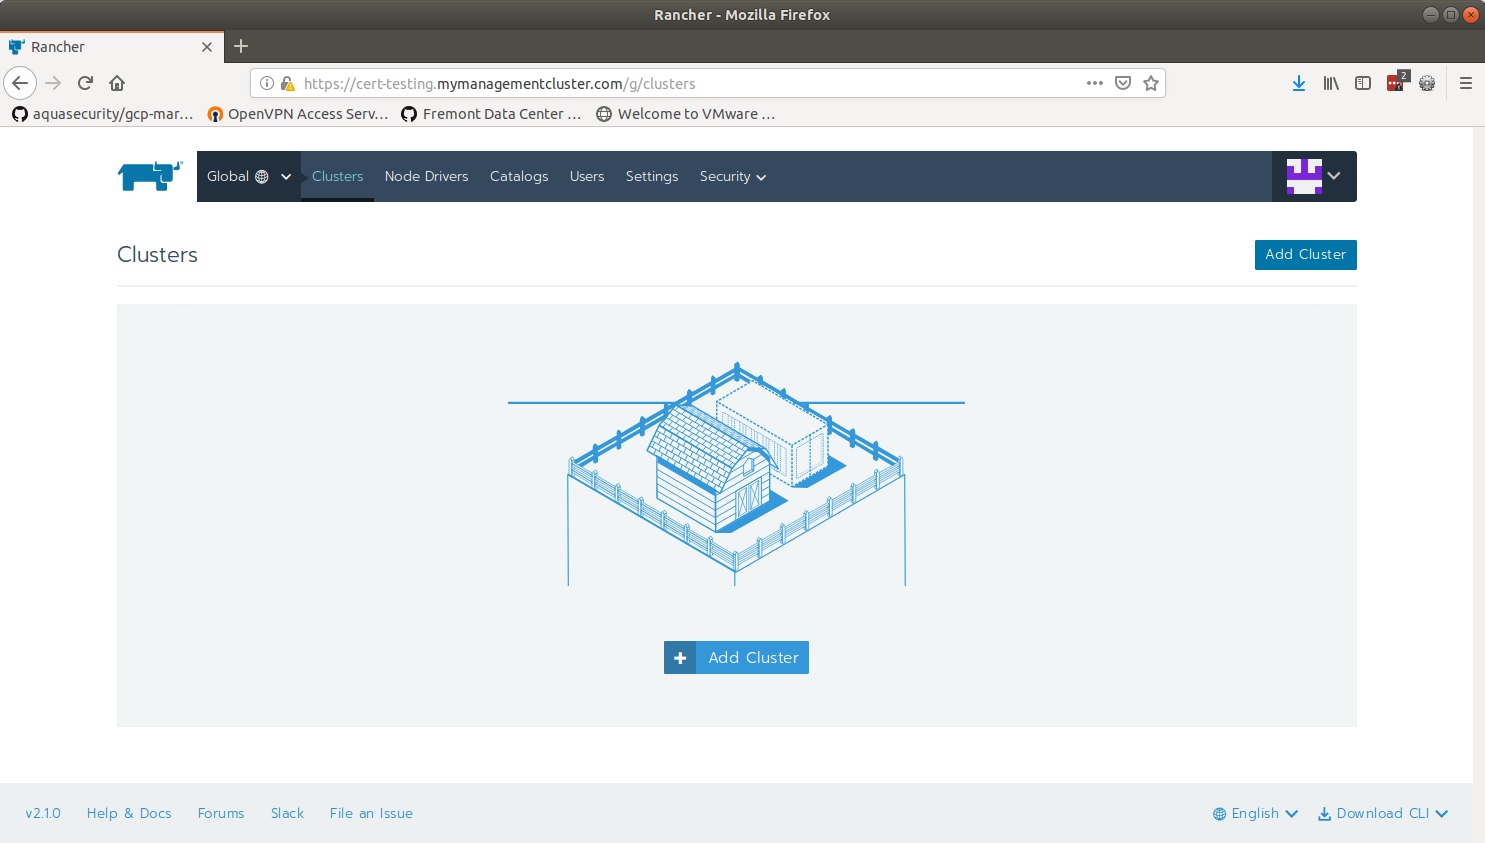 Rancher - Mozilla Firefox
Rancher
https://cert-testing.mymanagementcluster.com/g/clusters
2
aquasecurity/gcp-mar… OpenVPN Access Serv… Fremont Data Center … Welcome to VMware …
Global Clusters Node Drivers Catalogs Users Settings Security
Clusters Add Cluster
Add Cluster
v2.1.0 Help & Docs Forums Slack File an Issue English Download CLI